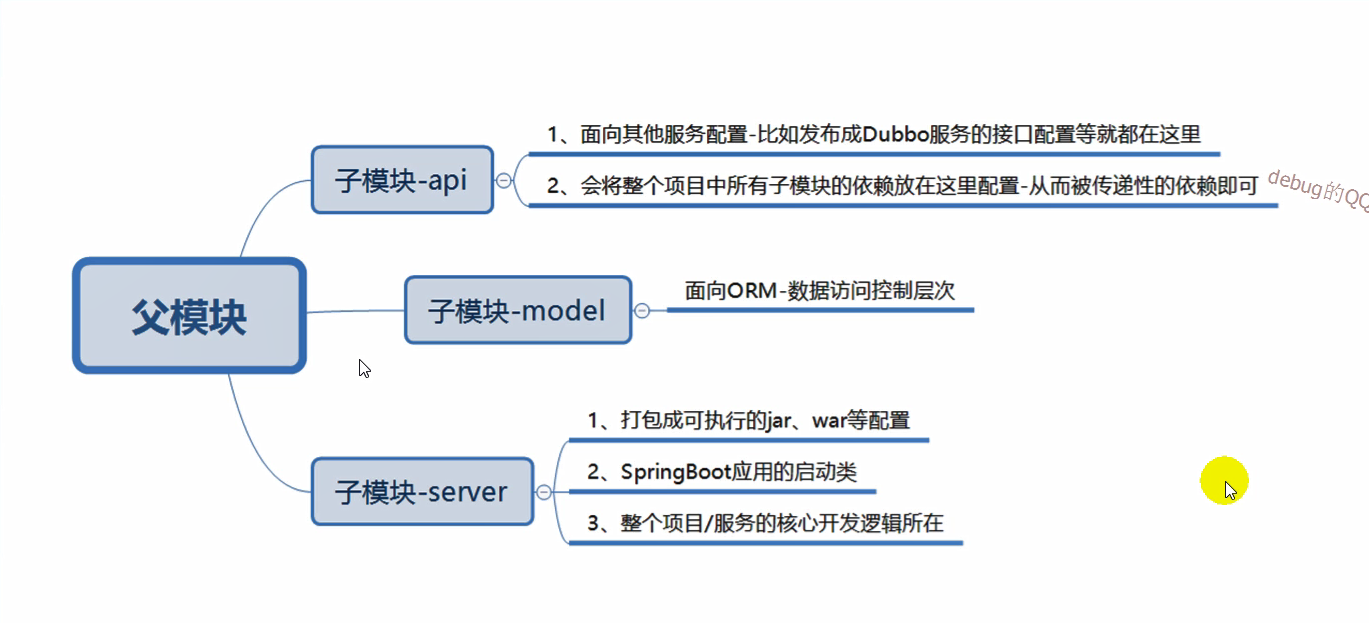 1、面向其他服务配置-比如发布成Dubbo服务的接口配置等就都在这里
子模块-api
2、会将整个项目中所有子模块的依赖放在这里配置-从而被传递性的依赖即可
debug的QQ
父模块
子模块-model
面向ORM-数据访问控制层次
1、打包成可执行的jar、war等配置
子模块-server
2、SpringBoot应用的启动类
3、整个项目/服务的核心开发逻辑所在